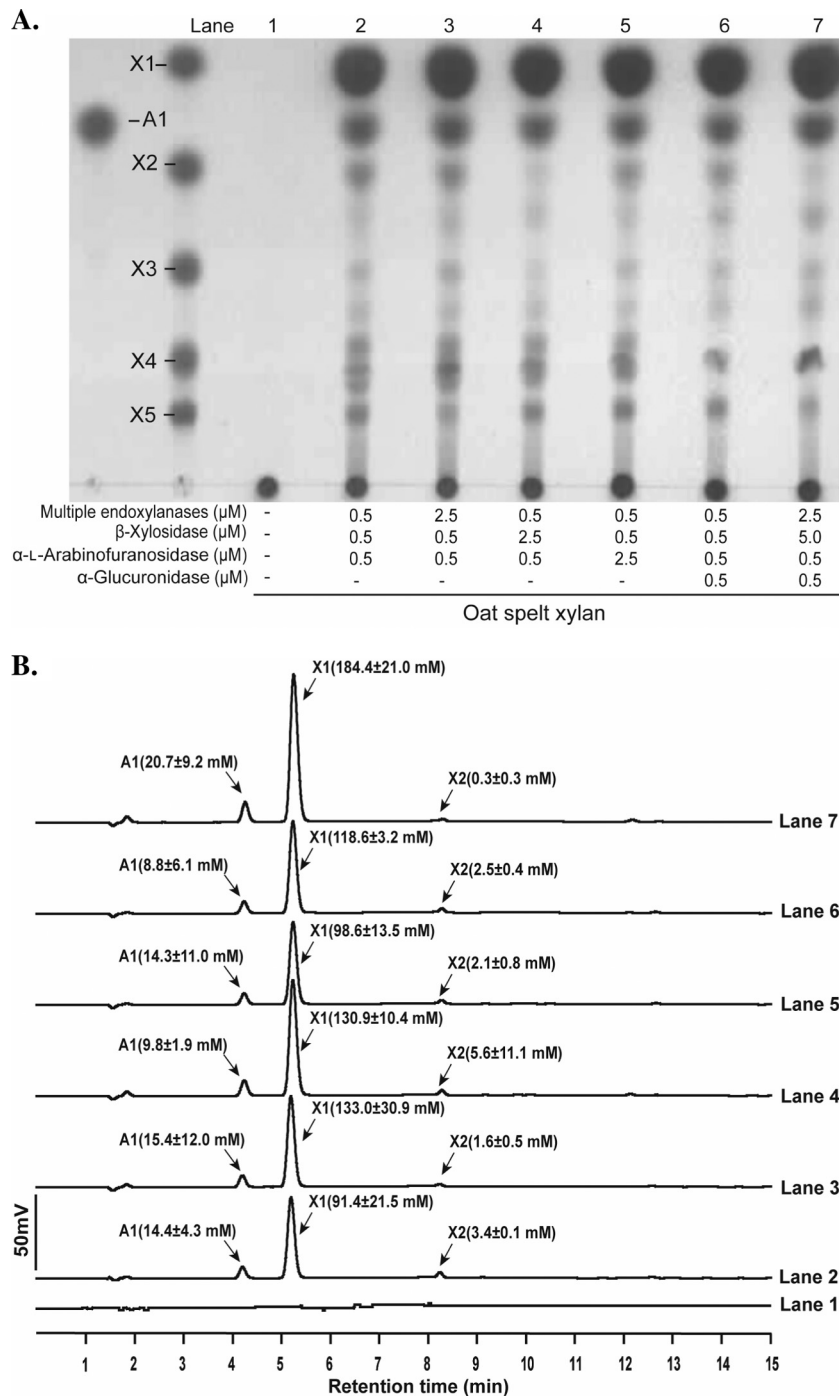 A.
Lane 1 2 3 4 5 6 7
X1–
–A1
X2 –
X3 –
X4 –
X5 –
Multiple endoxylanases (µM) - 0.5 2.5 0.5 0.5 0.5 2.5
β-Xylosidase (µM) - 0.5 0.5 2.5 0.5 0.5 5.0
α-L-Arabinofuranosidase (µM) - 0.5 0.5 0.5 2.5 0.5 0.5
α-Glucuronidase (µM) - - - - - 0.5 0.5
Oat spelt xylan
B.
X1(184.4±21.0 mM)
A1(20.7±9.2 mM)
X2(0.3±0.3 mM)
Lane 7
X1(118.6±3.2 mM)
A1(8.8±6.1 mM)
X2(2.5±0.4 mM)
Lane 6
X1(98.6±13.5 mM)
A1(14.3±11.0 mM)
X2(2.1±0.8 mM)
Lane 5
X1(130.9±10.4 mM)
A1(9.8±1.9 mM)
X2(5.6±11.1 mM)
Lane 4
X1(133.0±30.9 mM)
A1(15.4±12.0 mM)
X2(1.6±0.5 mM)
Lane 3
X1(91.4±21.5 mM)
A1(14.4±4.3 mM)
X2(3.4±0.1 mM)
50mV
Lane 2
Lane 1
1 2 3 4 5 6 7 8 9 10 11 12 13 14 15
Retention time (min)